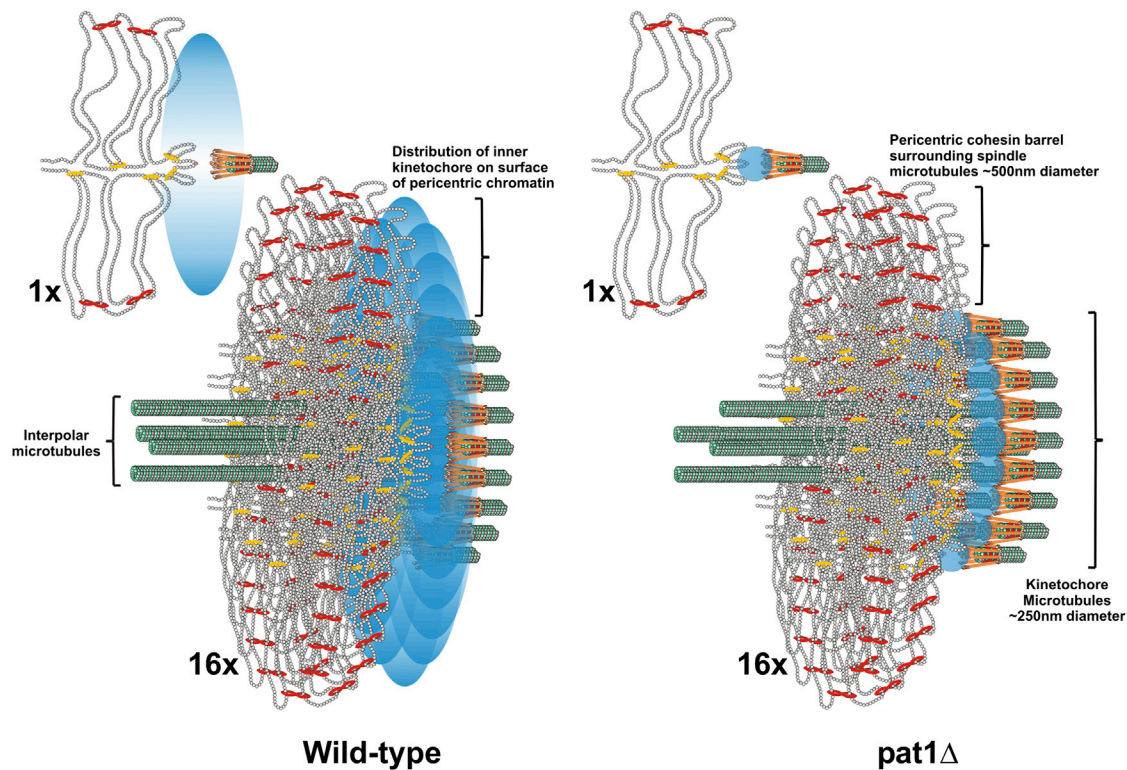 Distribution of inner
kinetochore on surface
of pericentric chromatin
1x
Interpolar
microtubules
16x
Wild-type
Pericentric cohesin barrel
surrounding spindle
microtubules ~500nm diameter
1x
16x
Kinetochore
Microtubules
~250nm diameter
pat1Δ